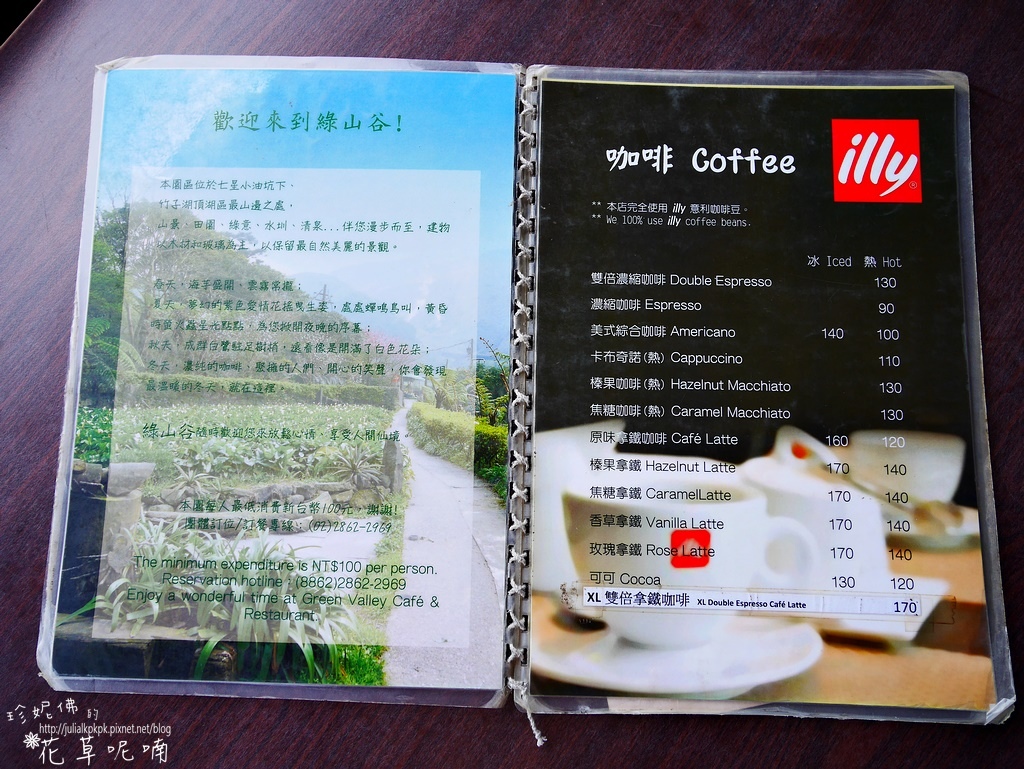 歡迎來到綠山谷!
本園區位於七星小油坑下、
竹子湖頂湖區最山邊之處，
山景、田園、綠意、水圳、清泉...伴您漫步而至，建物
以木材和玻璃為主，以保留最自然美麗的景觀。
春天，海芋盛開，雲霧常攏；
夏天，夢幻的紫色愛情花搖曳生姿，處處蟬鳴鳥叫，黃昏
時螢火蟲星光點點，為您掀開夜晚的序幕；
秋天，成群白鷺駐足樹梢，遠看像是開滿了白色花朵；
冬天，濃純的咖啡，聚攏的人們、開心的笑聲，你會發現
最溫暖的冬天，就在這裡
綠山谷隨時歡迎您來放鬆心情、享受人間仙境。
本園每人最低消費新台幣100元，謝謝!
團體訂位/訂餐專線：(02)2862-2969
The minimum expenditure is NT$100 per person.
Reservation hotline：(8862)2862-2969
Enjoy a wonderful time at Green Valley Café &
Restaurant.
咖啡 Coffee
illy®
** 本店完全使用 illy 意利咖啡豆。
** We 100% use illy coffee beans.
冰 Iced 熱 Hot
雙倍濃縮咖啡 Double Espresso 130
濃縮咖啡 Espresso 90
美式綜合咖啡 Americano 140 100
卡布奇諾(熱) Cappuccino 110
榛果咖啡(熱) Hazelnut Macchiato 130
焦糖咖啡(熱) Caramel Macchiato 130
原味拿鐵咖啡 Café Latte 160 120
榛果拿鐵 Hazelnut Latte 170 140
焦糖拿鐵 CaramelLatte 170 140
香草拿鐵 Vanilla Latte 170 140
玫瑰拿鐵 Rose Latte 170 140
可可 Cocoa 130 120
XL 雙倍拿鐵咖啡 XL Double Espresso Café Latte 170
珍妮佛的
http://julialkpkpk.pixnet.net/blog
花草呢喃